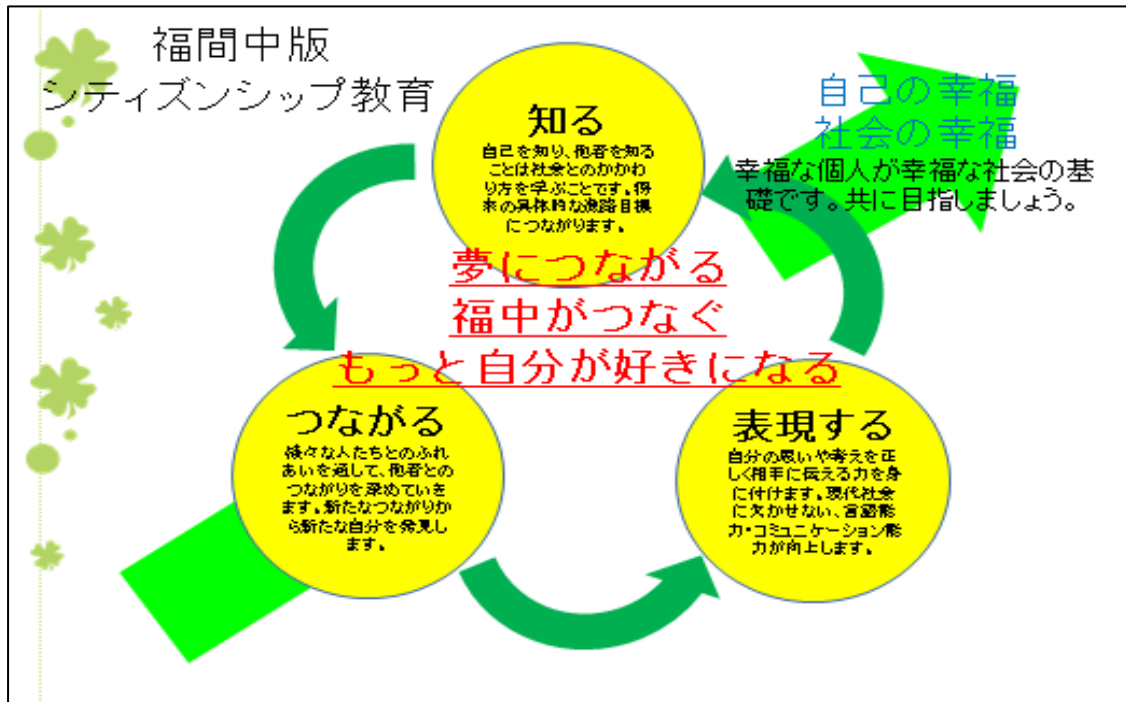 福間中版
シティズンシップ教育
知る
自己を知り、他者を知る
ことは社会とのかかわ
り方を学ぶことです。将
来の具体的な進路目標
につながります。
自己の幸福
社会の幸福
幸福な個人が幸福な社会の基
礎です。共に目指しましょう。
夢につながる
福中がつなぐ
もっと自分が好きになる
つながる
様々な人たちとのふれ
あいを通して、他者との
つながりを深めていき
ます。新たなつながりか
ら新たな自分を発見し
ます。
表現する
自分の思いや考えを正
しく相手に伝える力を身
に付けます。現代社会
に欠かせない、言語能
力・コミュニケーション能
力が向上します。